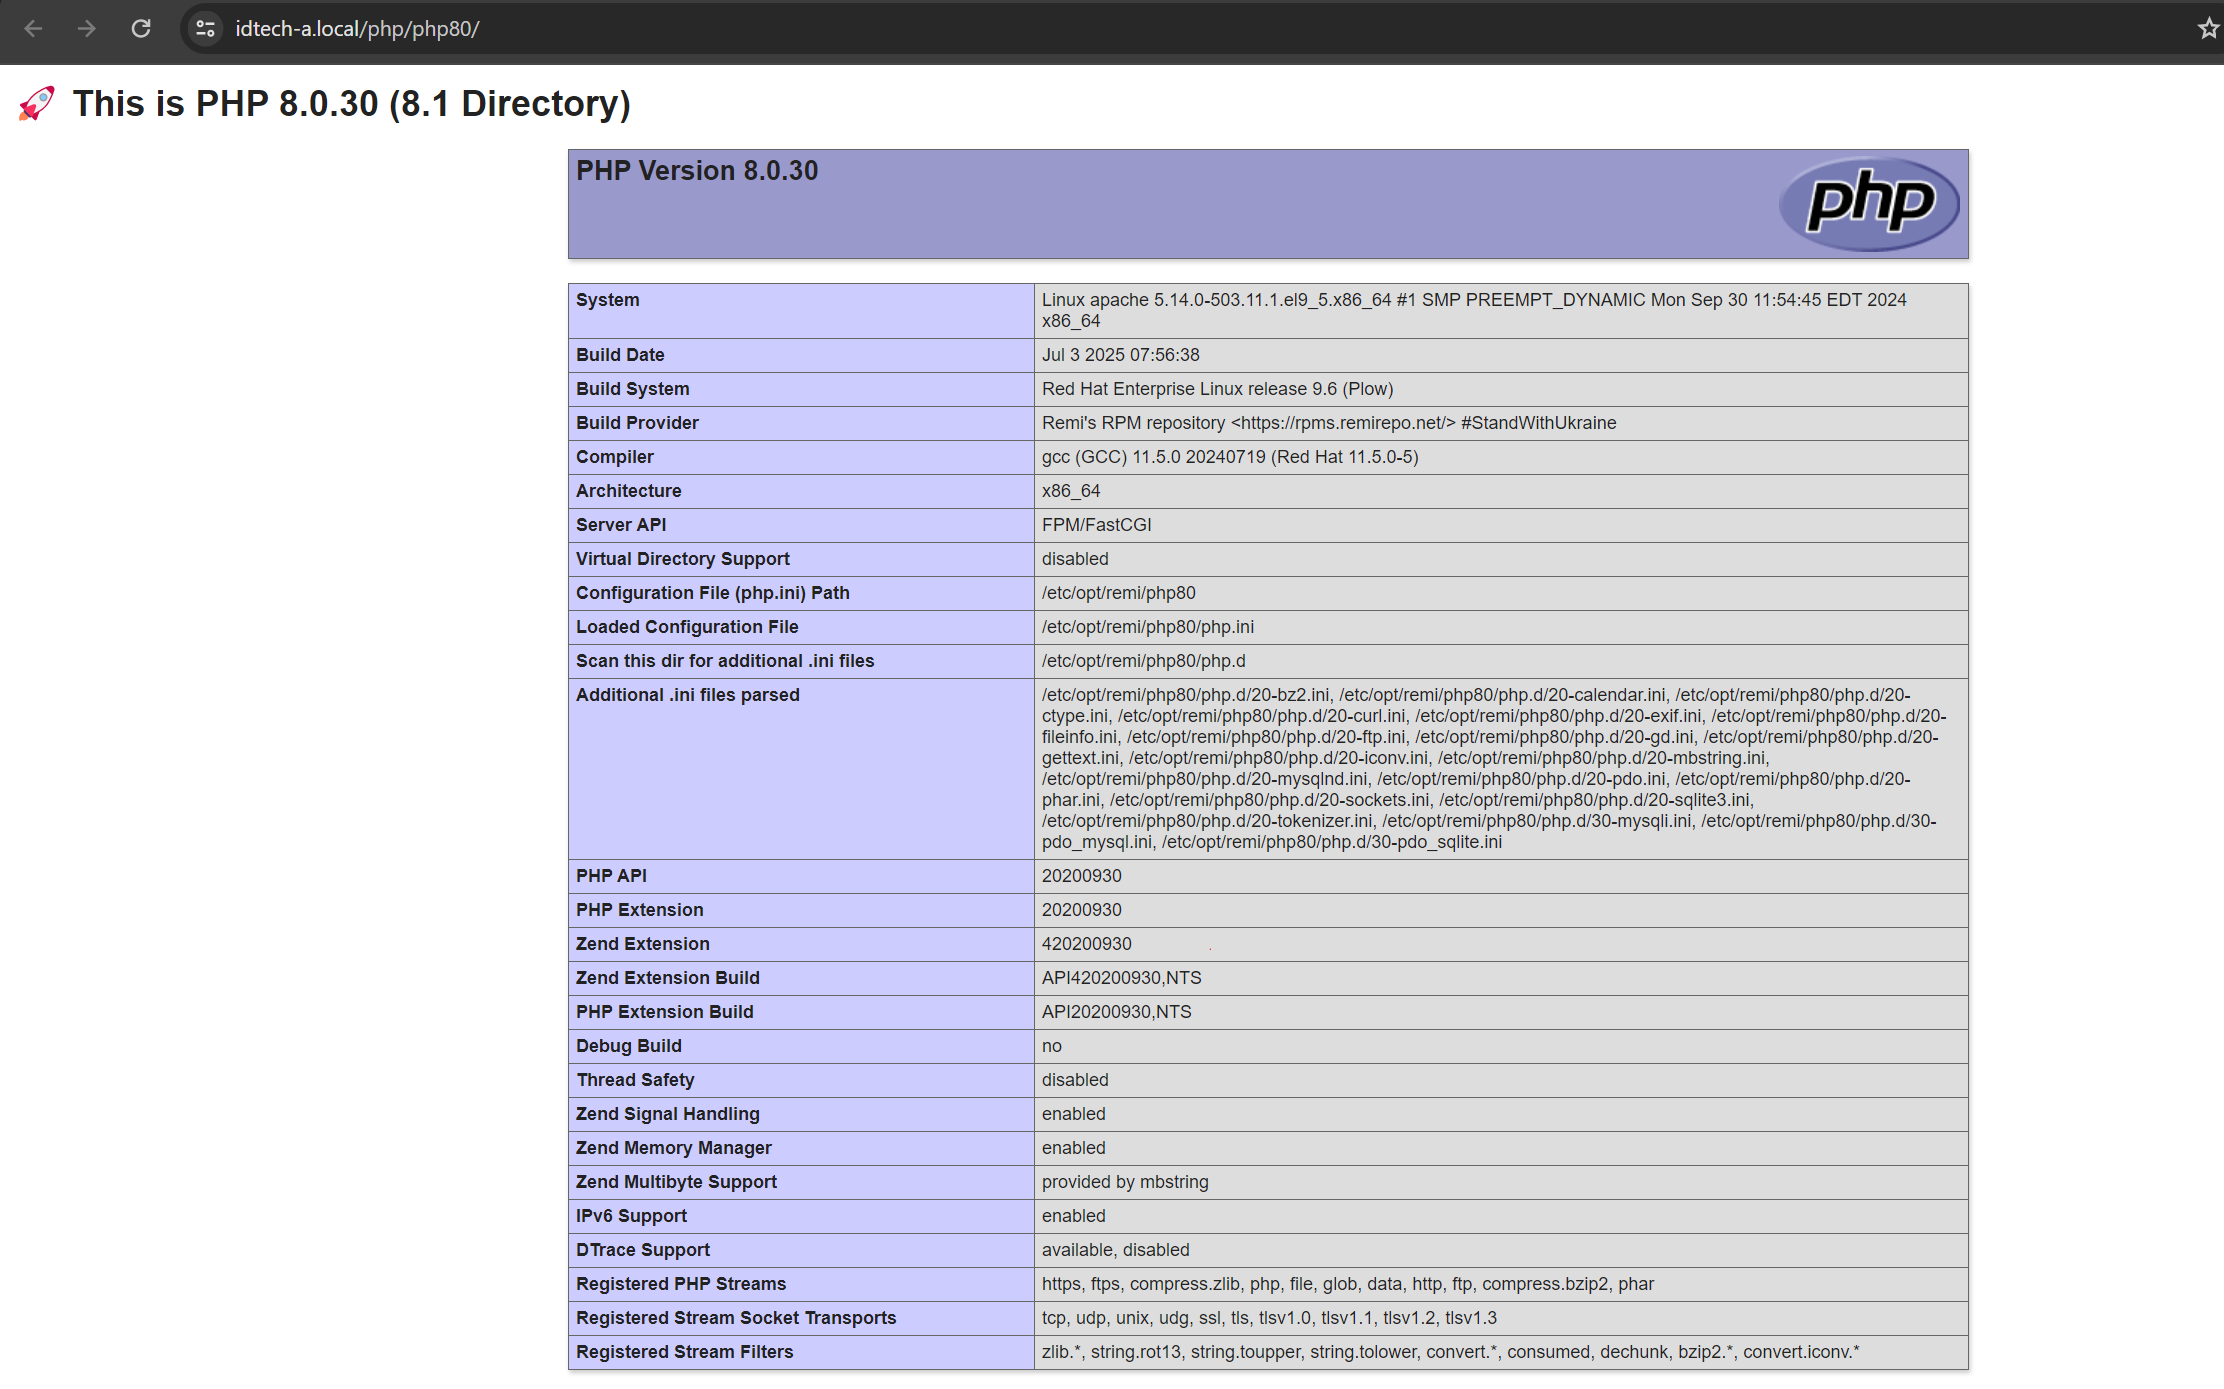 idtech-a.local/php/php80/
🚀 This is PHP 8.0.30 (8.1 Directory)
PHP Version 8.0.30
php
System
Linux apache 5.14.0-503.11.1.el9_5.x86_64 #1 SMP PREEMPT_DYNAMIC Mon Sep 30 11:54:45 EDT 2024
x86_64
Build Date
Jul 3 2025 07:56:38
Build System
Red Hat Enterprise Linux release 9.6 (Plow)
Build Provider
Remi's RPM repository <https://rpms.remirepo.net/> #StandWithUkraine
Compiler
gcc (GCC) 11.5.0 20240719 (Red Hat 11.5.0-5)
Architecture
x86_64
Server API
FPM/FastCGI
Virtual Directory Support
disabled
Configuration File (php.ini) Path
/etc/opt/remi/php80
Loaded Configuration File
/etc/opt/remi/php80/php.ini
Scan this dir for additional .ini files
/etc/opt/remi/php80/php.d
Additional .ini files parsed
/etc/opt/remi/php80/php.d/20-bz2.ini, /etc/opt/remi/php80/php.d/20-calendar.ini, /etc/opt/remi/php80/php.d/20-
ctype.ini, /etc/opt/remi/php80/php.d/20-curl.ini, /etc/opt/remi/php80/php.d/20-exif.ini, /etc/opt/remi/php80/php.d/20-
fileinfo.ini, /etc/opt/remi/php80/php.d/20-ftp.ini, /etc/opt/remi/php80/php.d/20-gd.ini, /etc/opt/remi/php80/php.d/20-
gettext.ini, /etc/opt/remi/php80/php.d/20-iconv.ini, /etc/opt/remi/php80/php.d/20-mbstring.ini,
/etc/opt/remi/php80/php.d/20-mysqlnd.ini, /etc/opt/remi/php80/php.d/20-pdo.ini, /etc/opt/remi/php80/php.d/20-
phar.ini, /etc/opt/remi/php80/php.d/20-sockets.ini, /etc/opt/remi/php80/php.d/20-sqlite3.ini,
/etc/opt/remi/php80/php.d/20-tokenizer.ini, /etc/opt/remi/php80/php.d/30-mysqli.ini, /etc/opt/remi/php80/php.d/30-
pdo_mysql.ini, /etc/opt/remi/php80/php.d/30-pdo_sqlite.ini
PHP API
20200930
PHP Extension
20200930
Zend Extension
420200930
Zend Extension Build
API420200930,NTS
PHP Extension Build
API20200930,NTS
Debug Build
no
Thread Safety
disabled
Zend Signal Handling
enabled
Zend Memory Manager
enabled
Zend Multibyte Support
provided by mbstring
IPv6 Support
enabled
DTrace Support
available, disabled
Registered PHP Streams
https, ftps, compress.zlib, php, file, glob, data, http, ftp, compress.bzip2, phar
Registered Stream Socket Transports
tcp, udp, unix, udg, ssl, tls, tlsv1.0, tlsv1.1, tlsv1.2, tlsv1.3
Registered Stream Filters
zlib.*, string.rot13, string.toupper, string.tolower, convert.*, consumed, dechunk, bzip2.*, convert.iconv.*